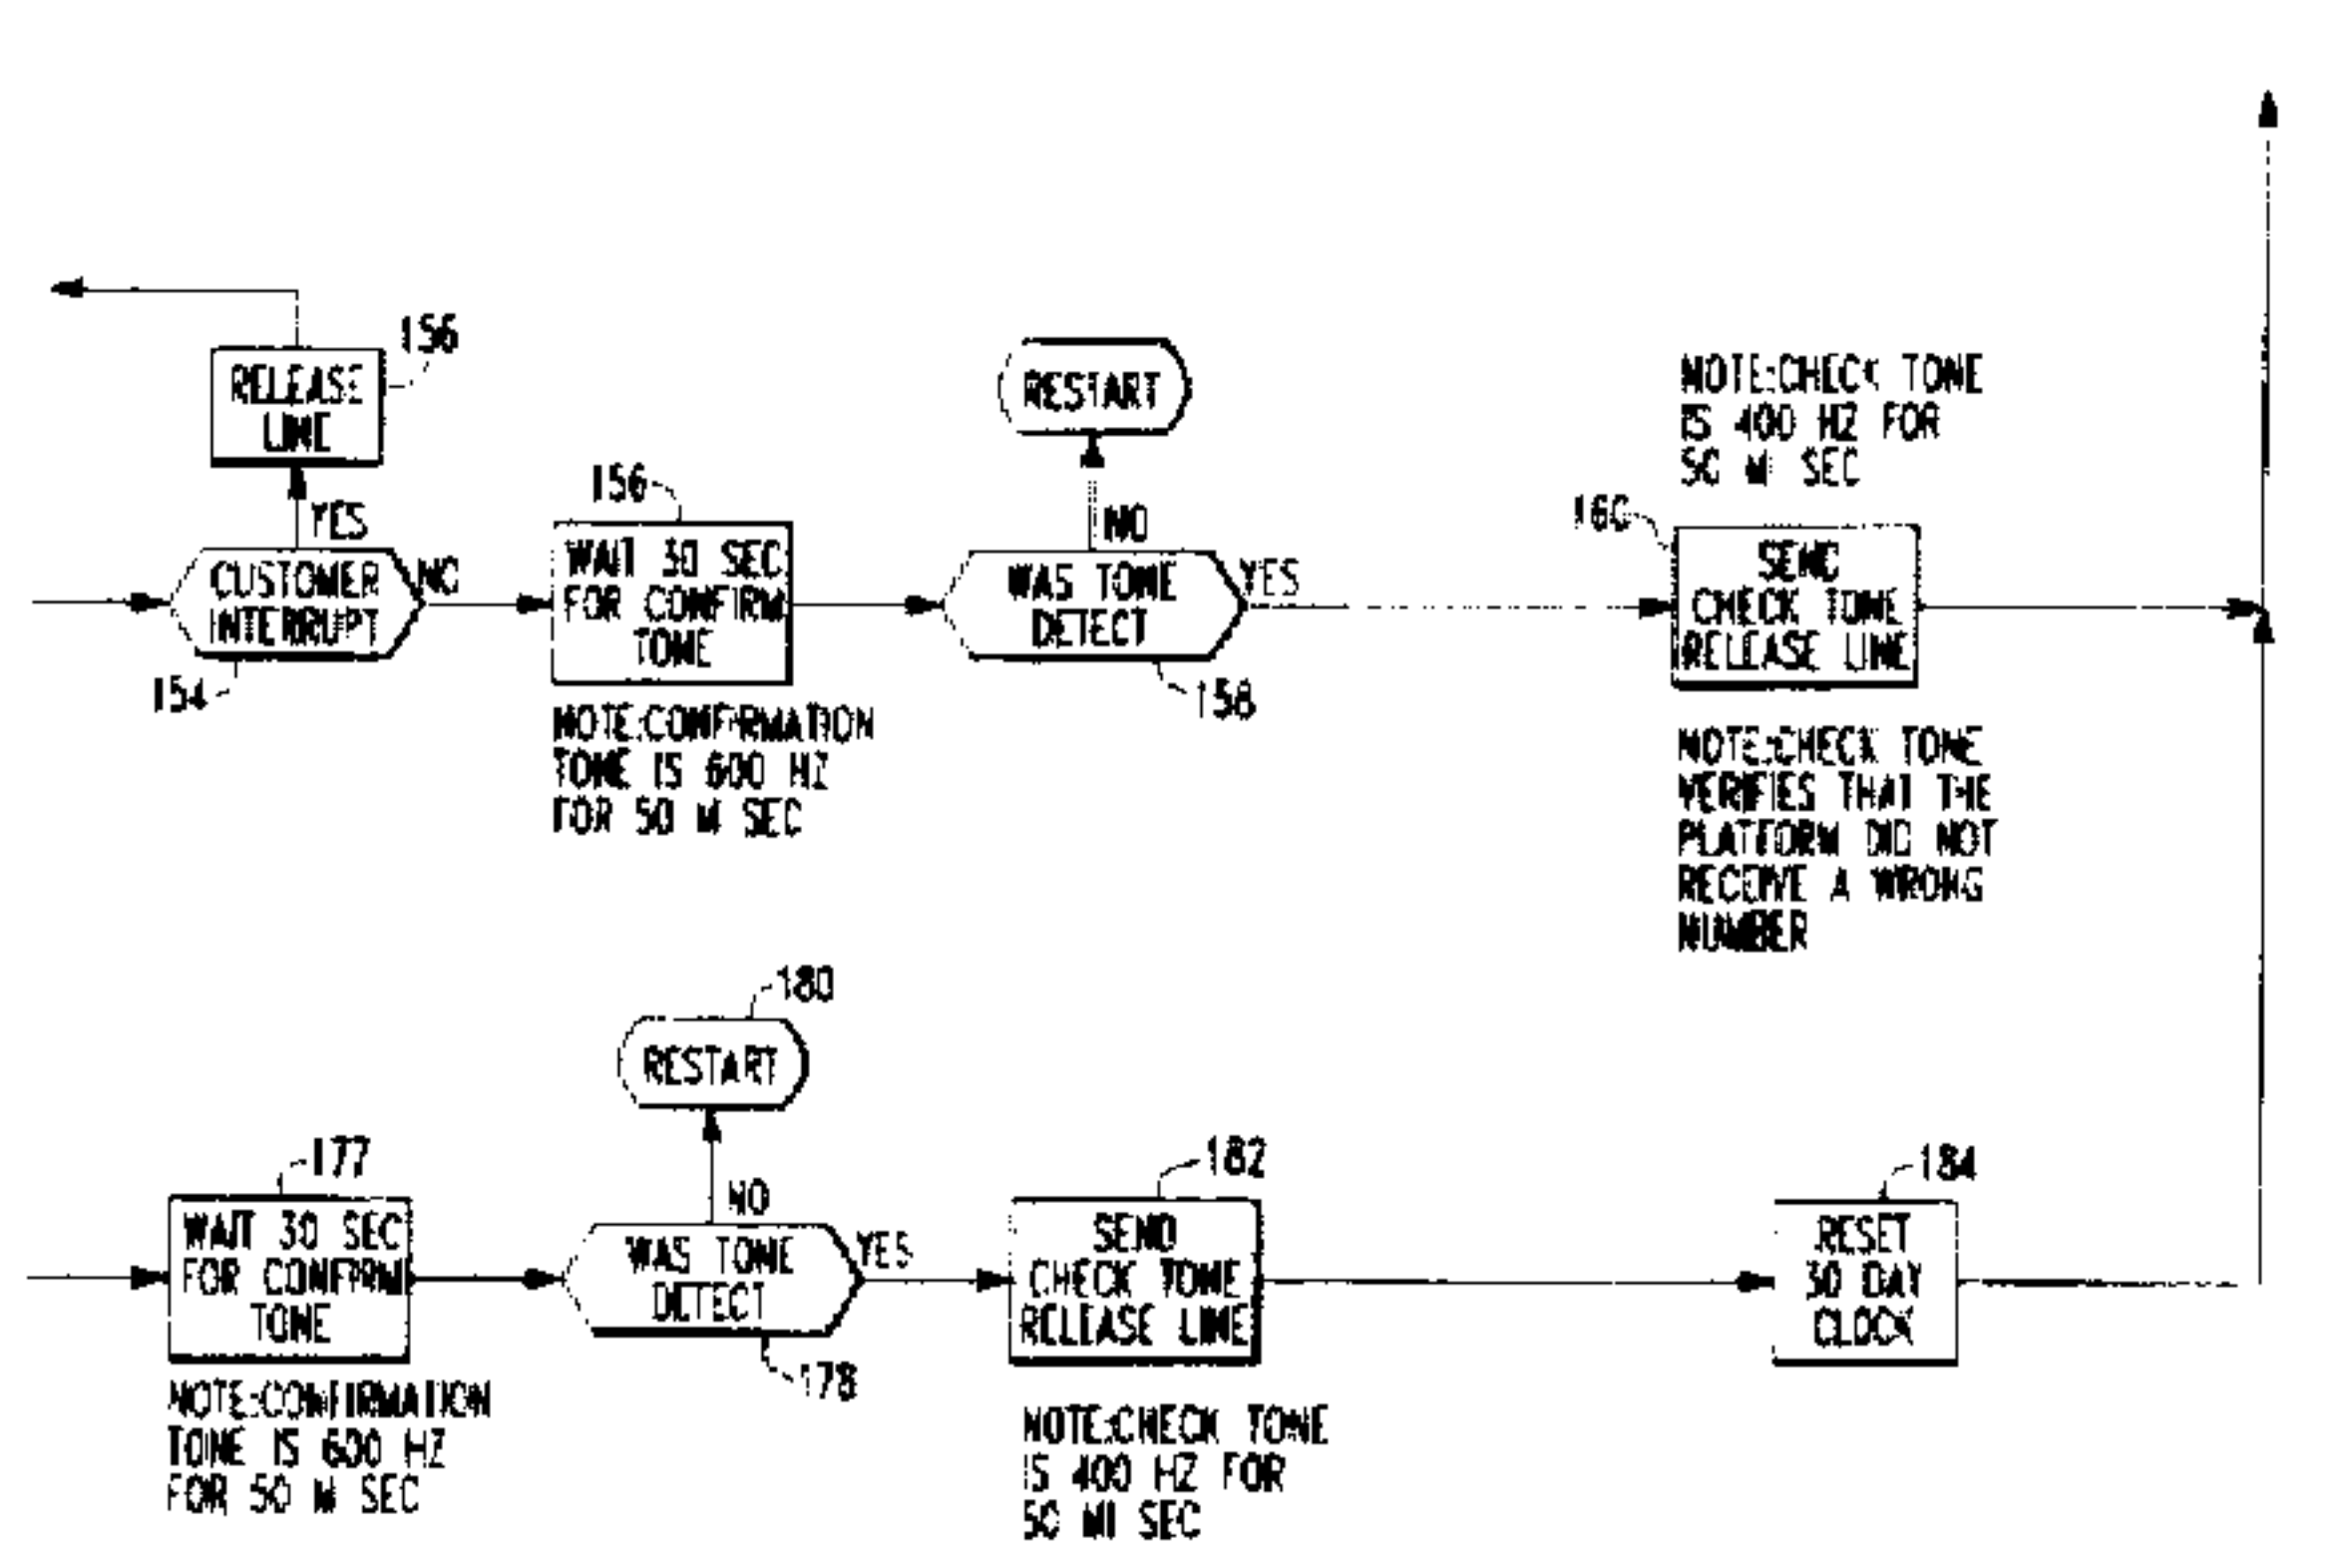 156
RELEASE
LINE
YES
CUSTOMER
INTERRUPT
NO
154
156
WAIT 30 SEC
FOR CONFIRM
TONE
NOTE:CONFIRMATION
TONE IS 600 HZ
FOR 50 M SEC
RESTART
NO
WAS TONE
DETECT
YES
158
NOTE:CHECK TONE
IS 400 HZ FOR
50 MI SEC
160
SEND
CHECK TONE
RELEASE LINE
NOTE:CHECK TONE
VERIFIES THAT THE
PLATFORM DID NOT
RECEIVE A WRONG
NUMBER
180
RESTART
177
WAIT 30 SEC
FOR CONFIRM
TONE
NOTE:CONFIRMATION
TONE IS 600 HZ
FOR 50 M SEC
NO
WAS TONE
DETECT
YES
178
182
SEND
CHECK TONE
RELEASE LINE
NOTE:CHECK TONE
IS 400 HZ FOR
50 MI SEC
184
RESET
30 DAY
CLOCK